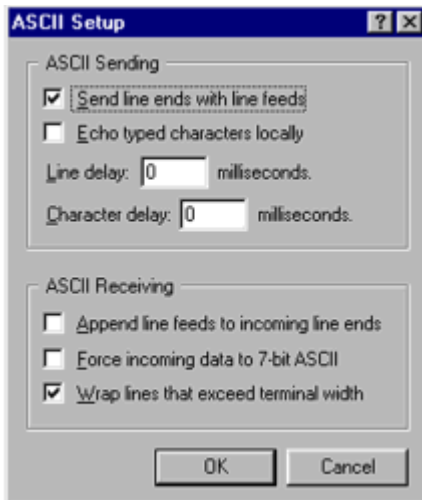 ASCII Setup
ASCII Sending
Send line ends with line feeds
Echo typed characters locally
Line delay: 0 milliseconds.
Character delay: 0 milliseconds.
ASCII Receiving
Append line feeds to incoming line ends
Force incoming data to 7-bit ASCII
Wrap lines that exceed terminal width
OK Cancel